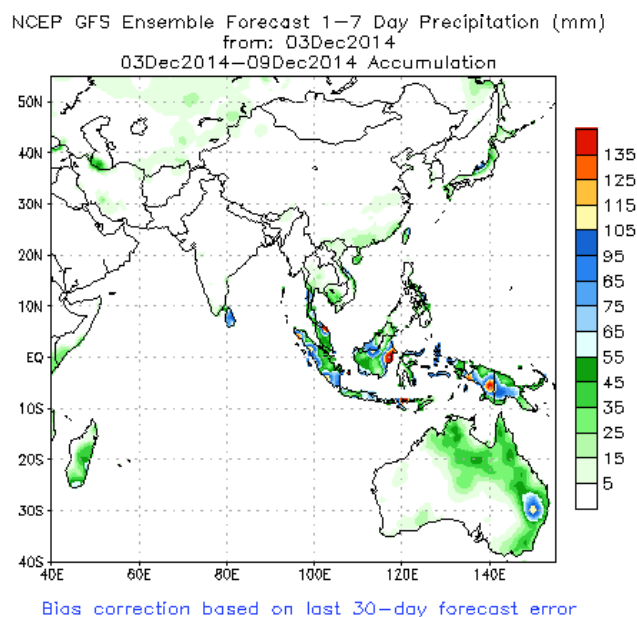 NCEP GFS Ensemble Forecast 1–7 Day Precipitation (mm)
from: 03Dec2014
03Dec2014–09Dec2014 Accumulation
50N
40N
30N
20N
10N
EQ
10S
20S
30S
40S
40E 60E 80E 100E 120E 140E
135
125
115
105
95
85
75
65
55
45
35
25
15
5
Bias correction based on last 30–day forecast error